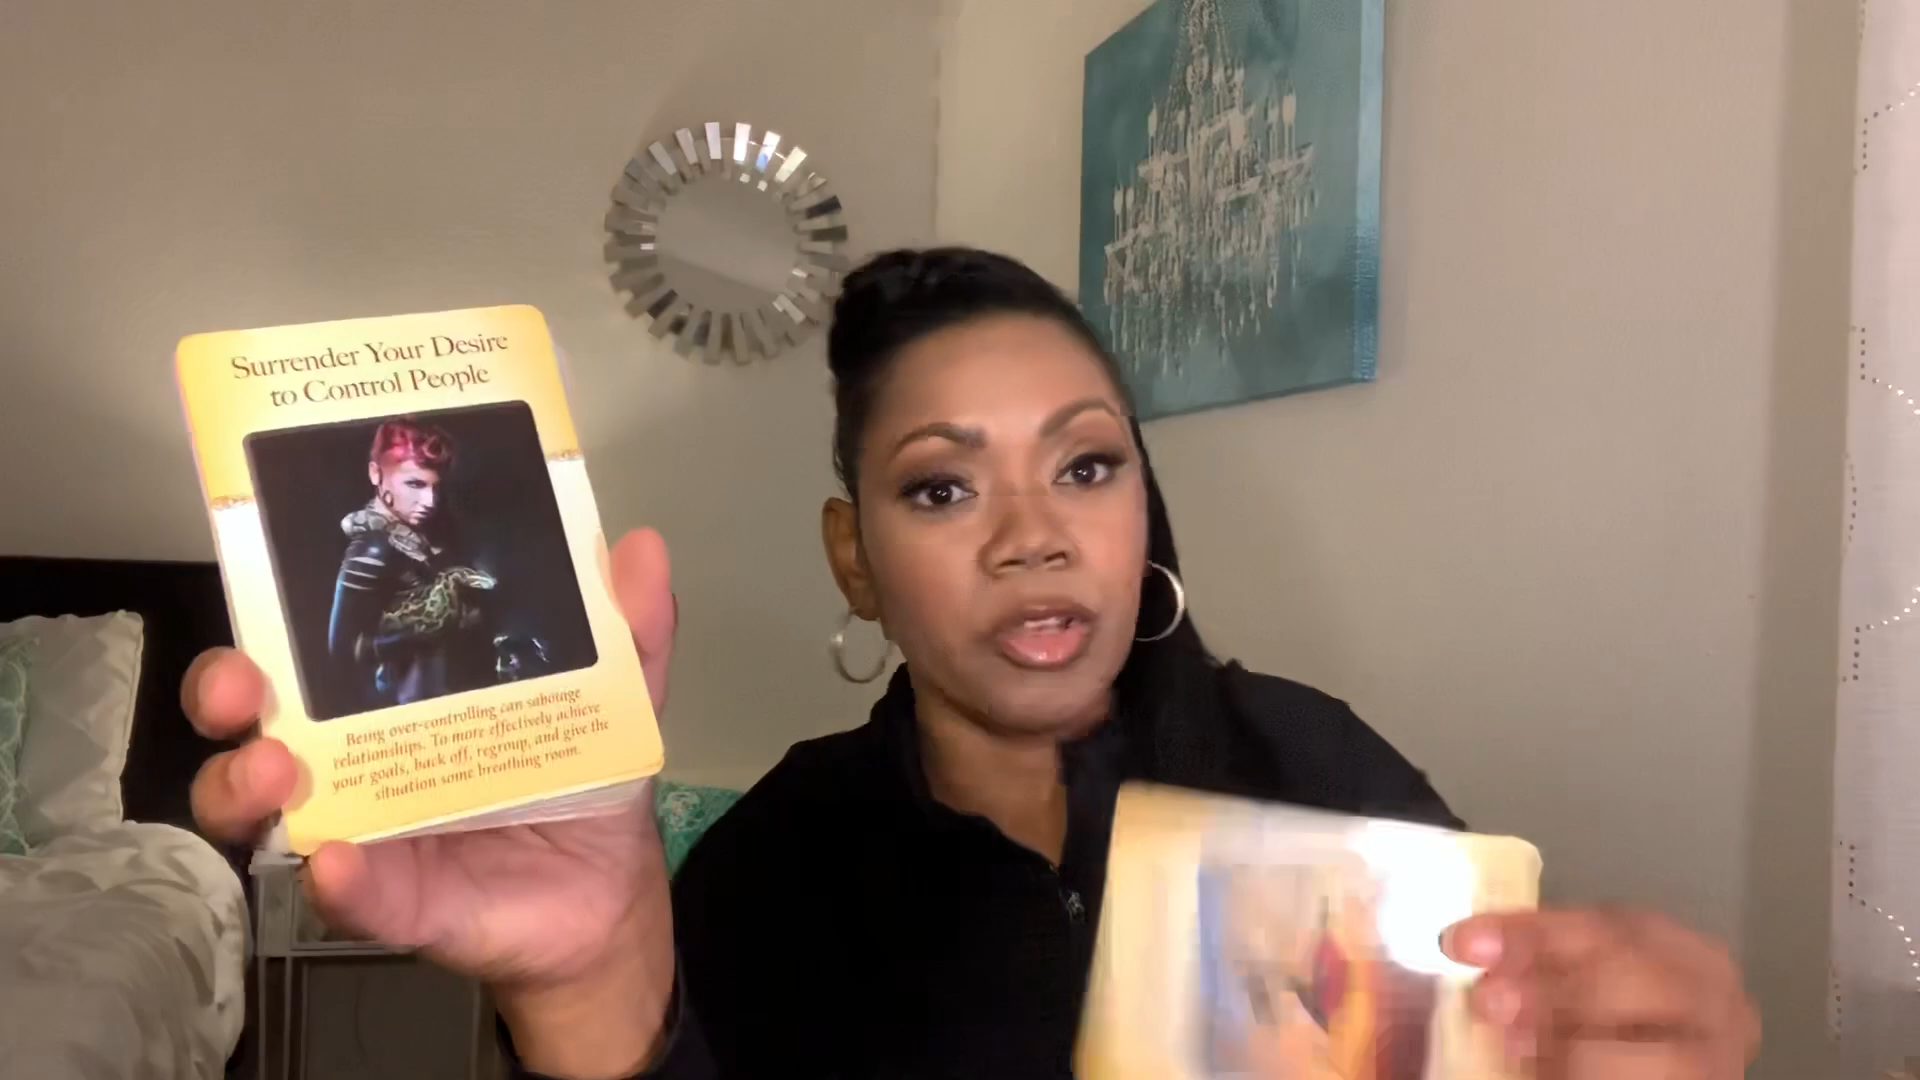 Surrender Your Desire
to Control People
Being over-controlling can sabotage
relationships. To more effectively achieve
your goals, back off, regroup, and give the
situation some breathing room.